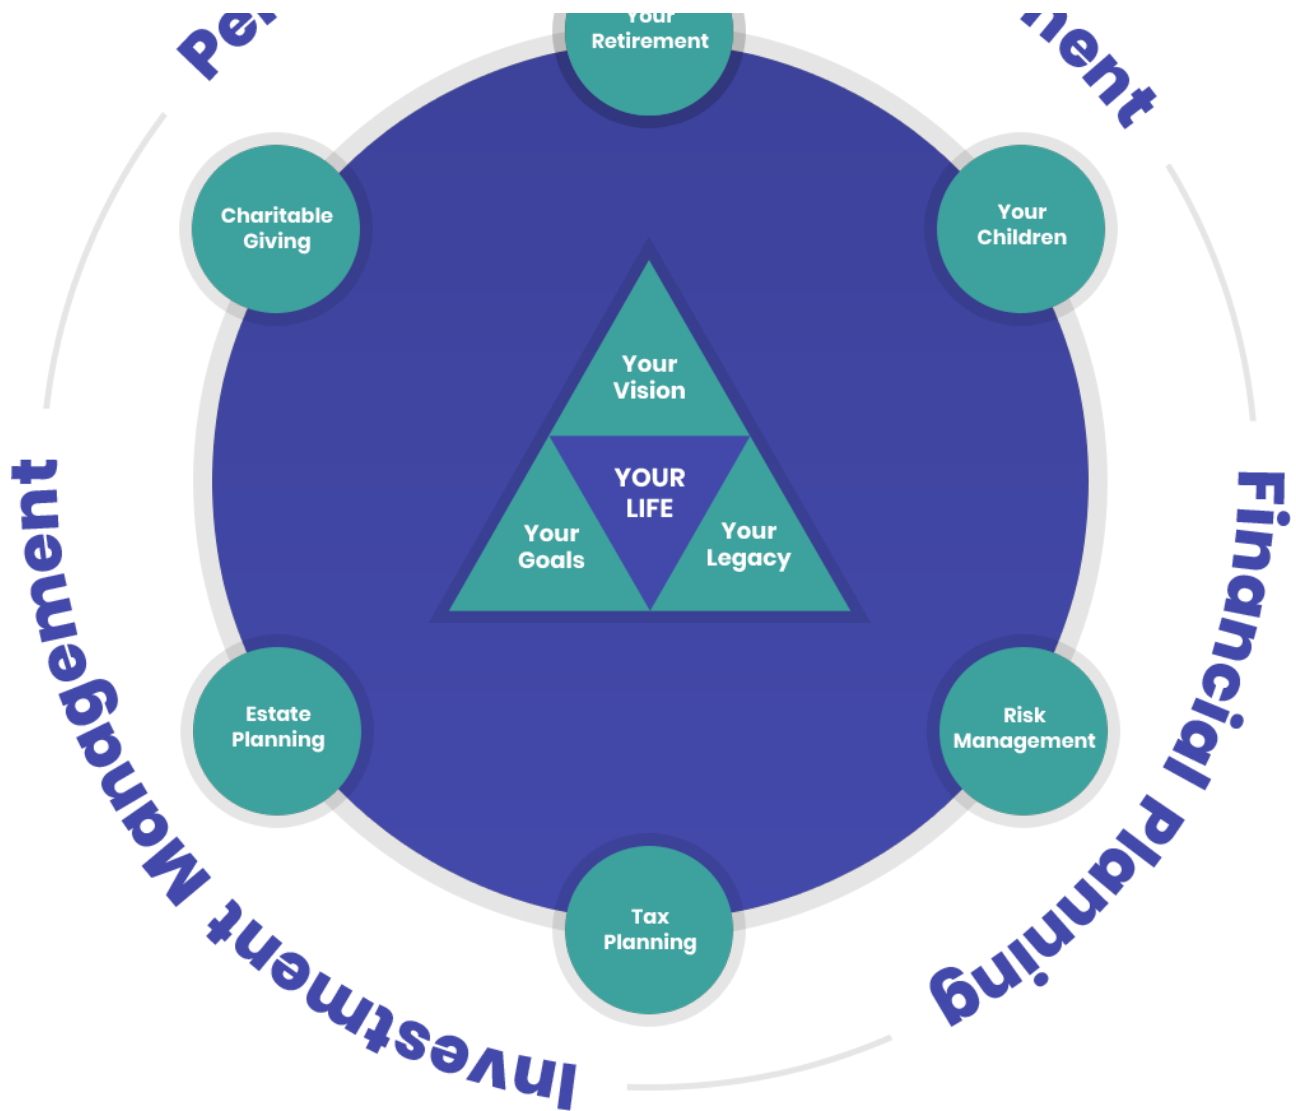 Your
Retirement
Charitable
Giving
Your
Children
Your
Vision
YOUR
LIFE
Your
Goals
Your
Legacy
Estate
Planning
Risk
Management
Tax
Planning
Financial Planning
Investment Management